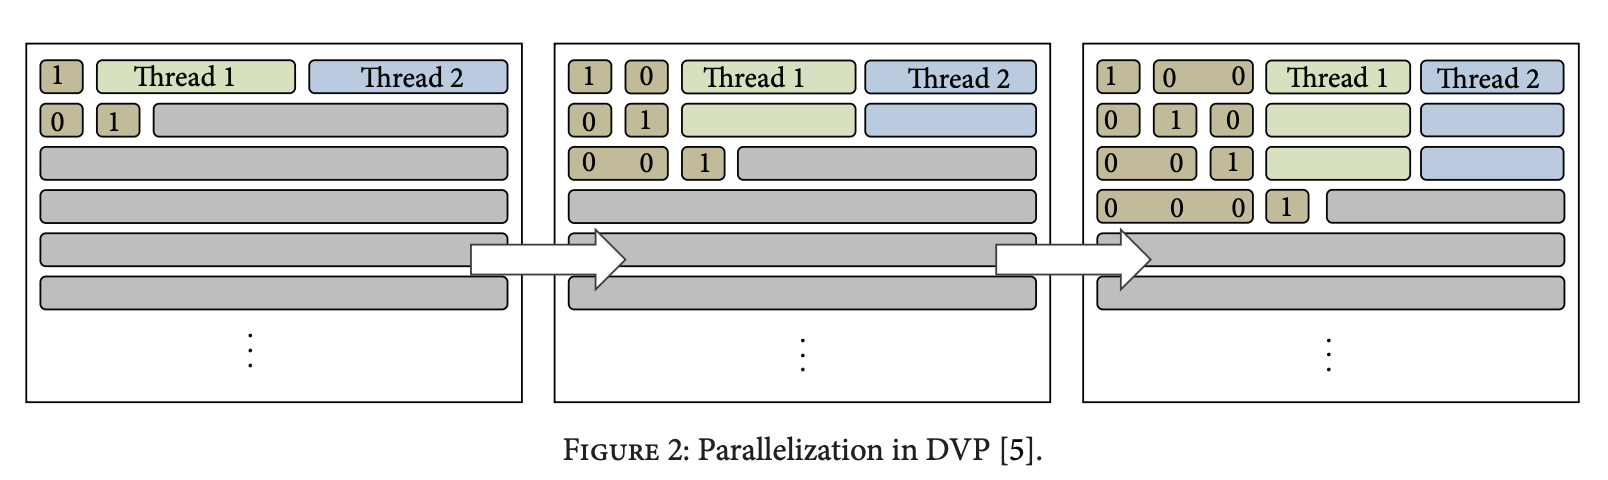 1 Thread 1 Thread 2
0 1
⋮
1 0 Thread 1 Thread 2
0 1
0 0 1
⋮
1 0 0 Thread 1 Thread 2
0 1 0
0 0 1
0 0 0 1
⋮
FIGURE 2: Parallelization in DVP [5].